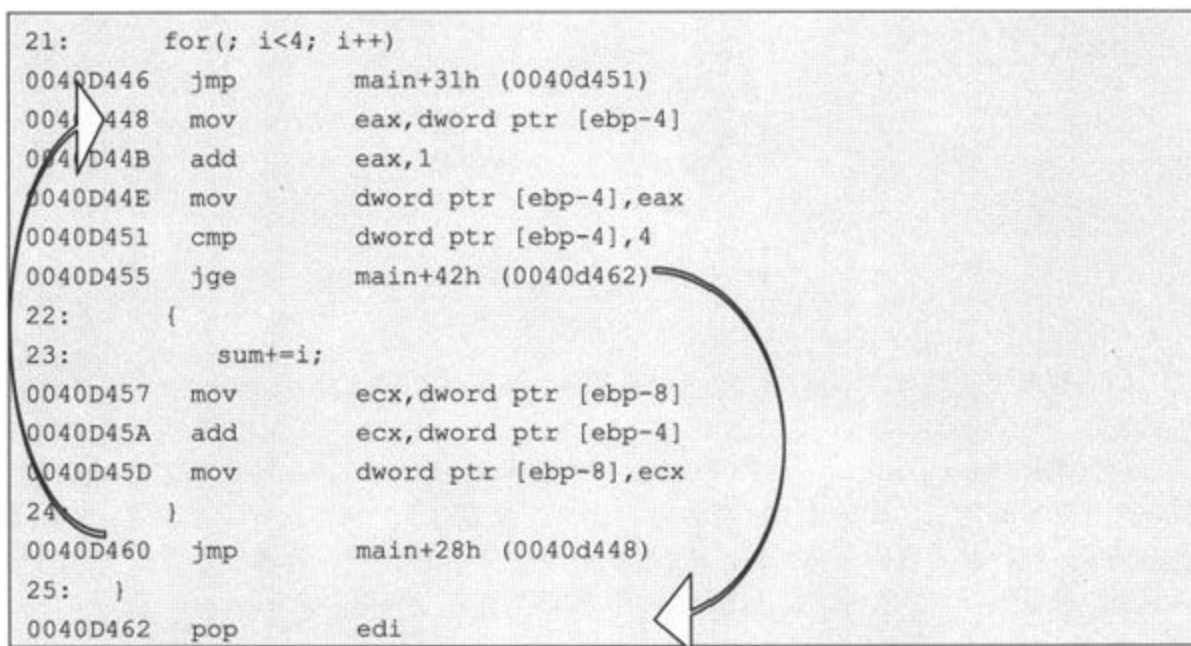 21:      for(; i<4; i++)
0040D446  jmp      main+31h (0040d451)
0040D448  mov      eax,dword ptr [ebp-4]
0040D44B  add      eax,1
0040D44E  mov      dword ptr [ebp-4],eax
0040D451  cmp      dword ptr [ebp-4],4
0040D455  jge      main+42h (0040d462)
22:      {
23:         sum+=i;
0040D457  mov      ecx,dword ptr [ebp-8]
0040D45A  add      ecx,dword ptr [ebp-4]
0040D45D  mov      dword ptr [ebp-8],ecx
24:      }
0040D460  jmp      main+28h (0040d448)
25:   }
0040D462  pop      edi